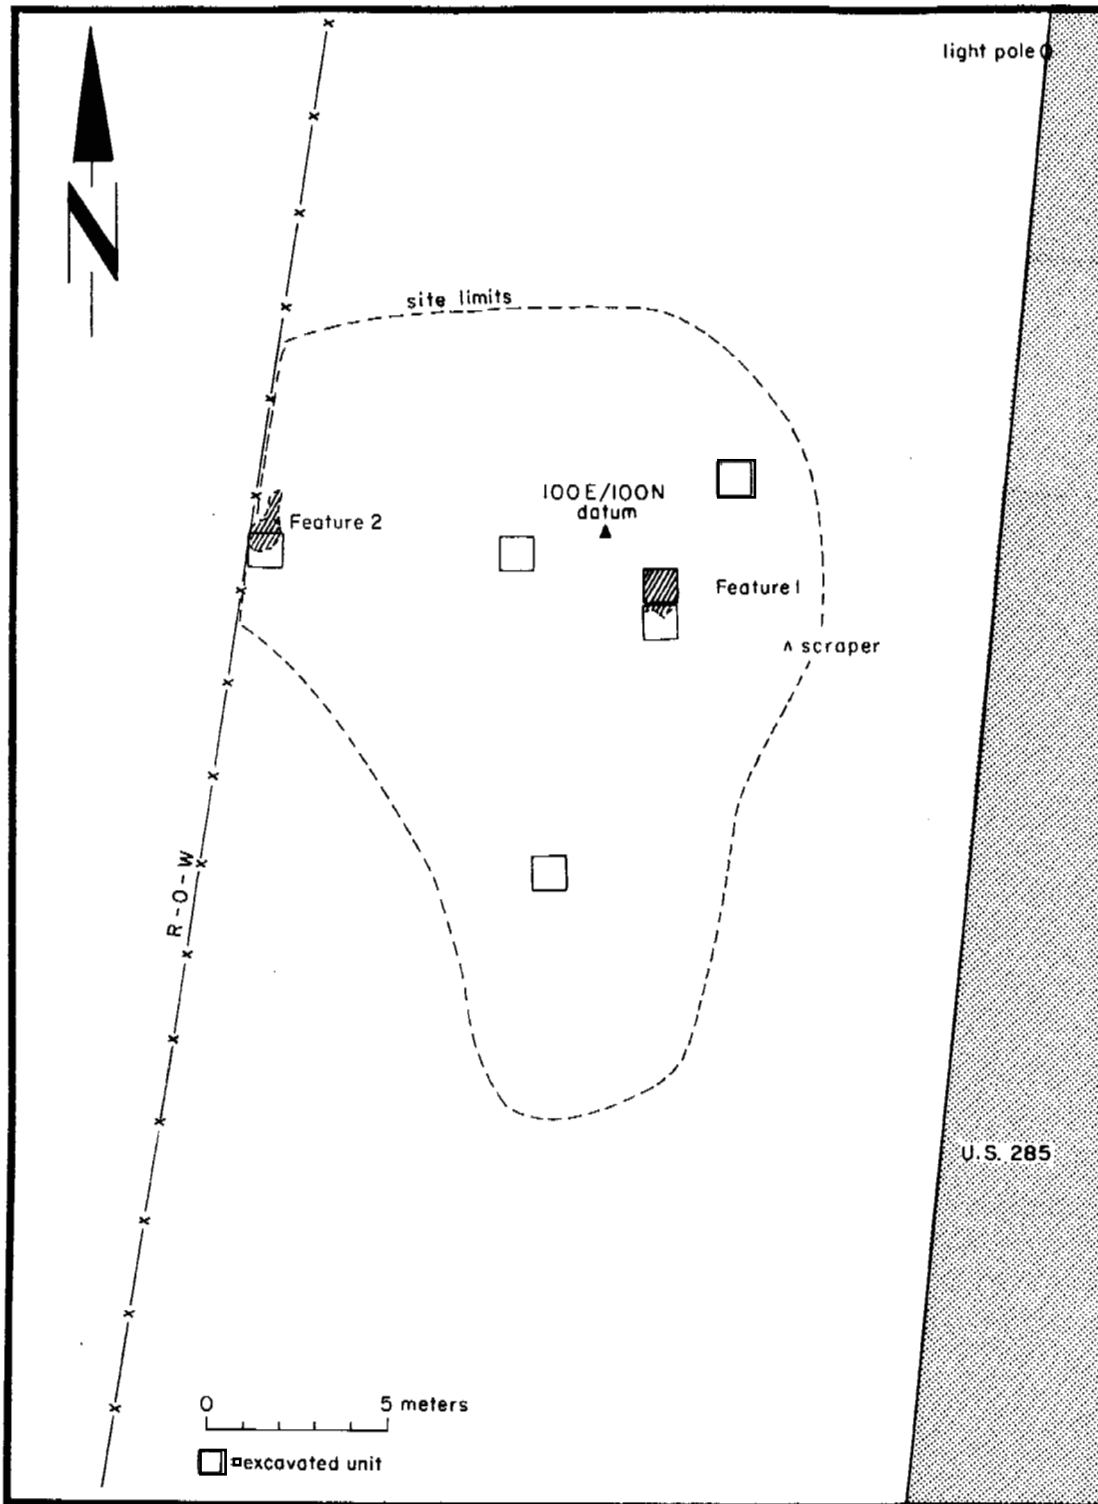 light pole
N
site limits
100E/100N
datum
Feature 2
Feature 1
scraper
R-O-W
U.S. 285
0 5 meters
=excavated unit